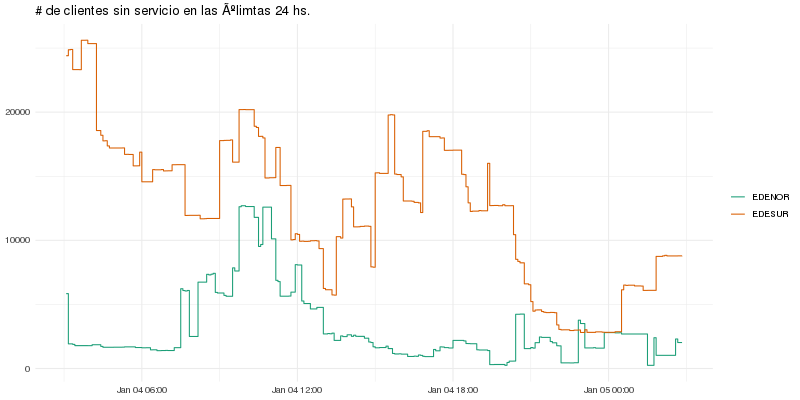 # de clientes sin servicio en las Ãºlimtas 24 hs.
20000
10000
0
Jan 04 06:00
Jan 04 12:00
Jan 04 18:00
Jan 05 00:00
EDENOR
EDESUR